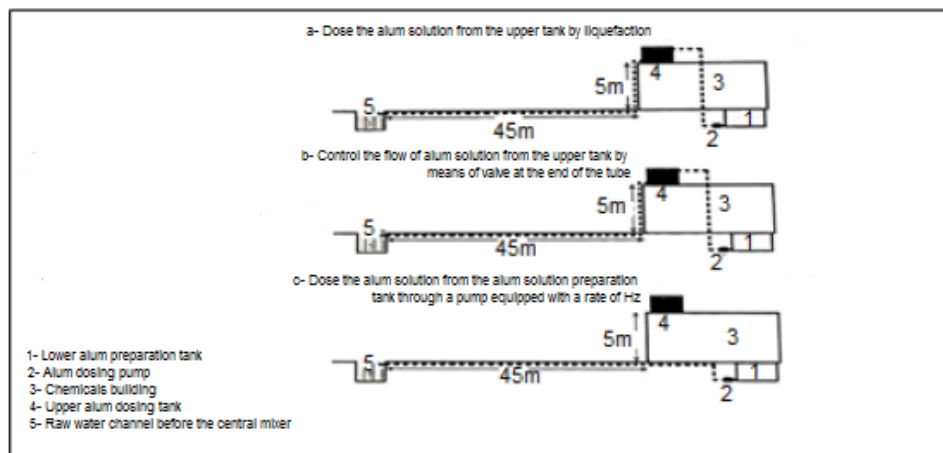 a- Dose the alum solution from the upper tank by liquefaction
4
3
5m
5
1
45m
2
b- Control the flow of alum solution from the upper tank by
means of valve at the end of the tube
4
3
5m
5
1
45m
2
c- Dose the alum solution from the alum solution preparation
tank through a pump equipped with a rate of Hz
4
3
5m
5
1
45m
2
1- Lower alum preparation tank
2- Alum dosing pump
3- Chemicals building
4- Upper alum dosing tank
5- Raw water channel before the central mixer